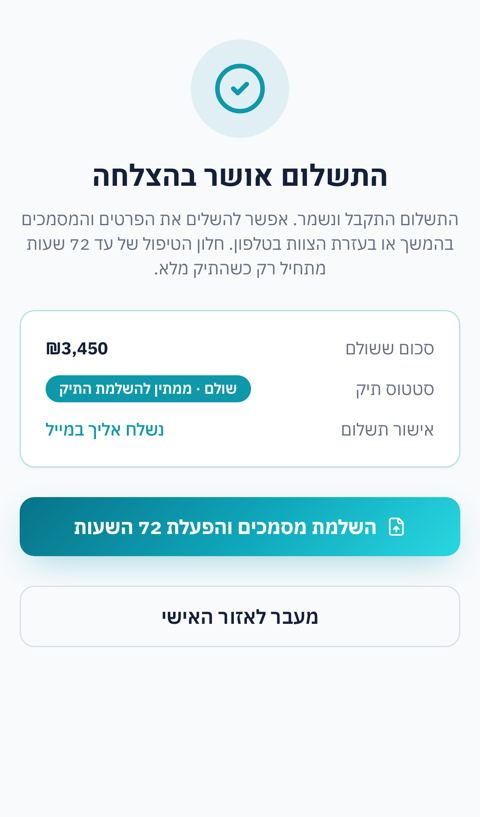 התשלום אושר בהצלחה
התשלום התקבל ונשמר. אפשר להשלים את הפרטים והמסמכים
בהמשך או בעזרת הצוות בטלפון. חלון הטיפול של עד 72 שעות
מתחיל רק כשהתיק מלא.
סכום ששולם ₪3,450
סטטוס תיק שולם · ממתין להשלמת התיק
אישור תשלום נשלח אליך במייל
השלמת מסמכים והפעלת 72 השעות
מעבר לאזור האישי